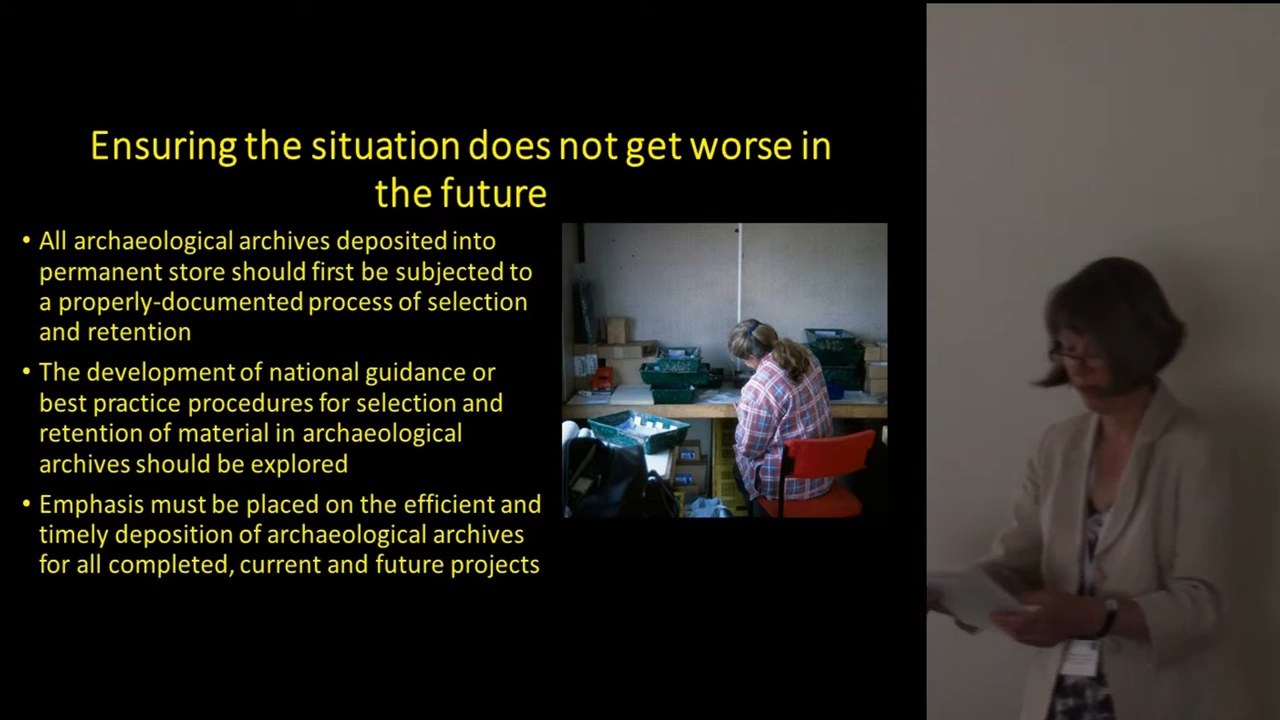 Ensuring the situation does not get worse in
the future
• All archaeological archives deposited into
permanent store should first be subjected to
a properly-documented process of selection
and retention
• The development of national guidance or
best practice procedures for selection and
retention of material in archaeological
archives should be explored
• Emphasis must be placed on the efficient and
timely deposition of archaeological archives
for all completed, current and future projects